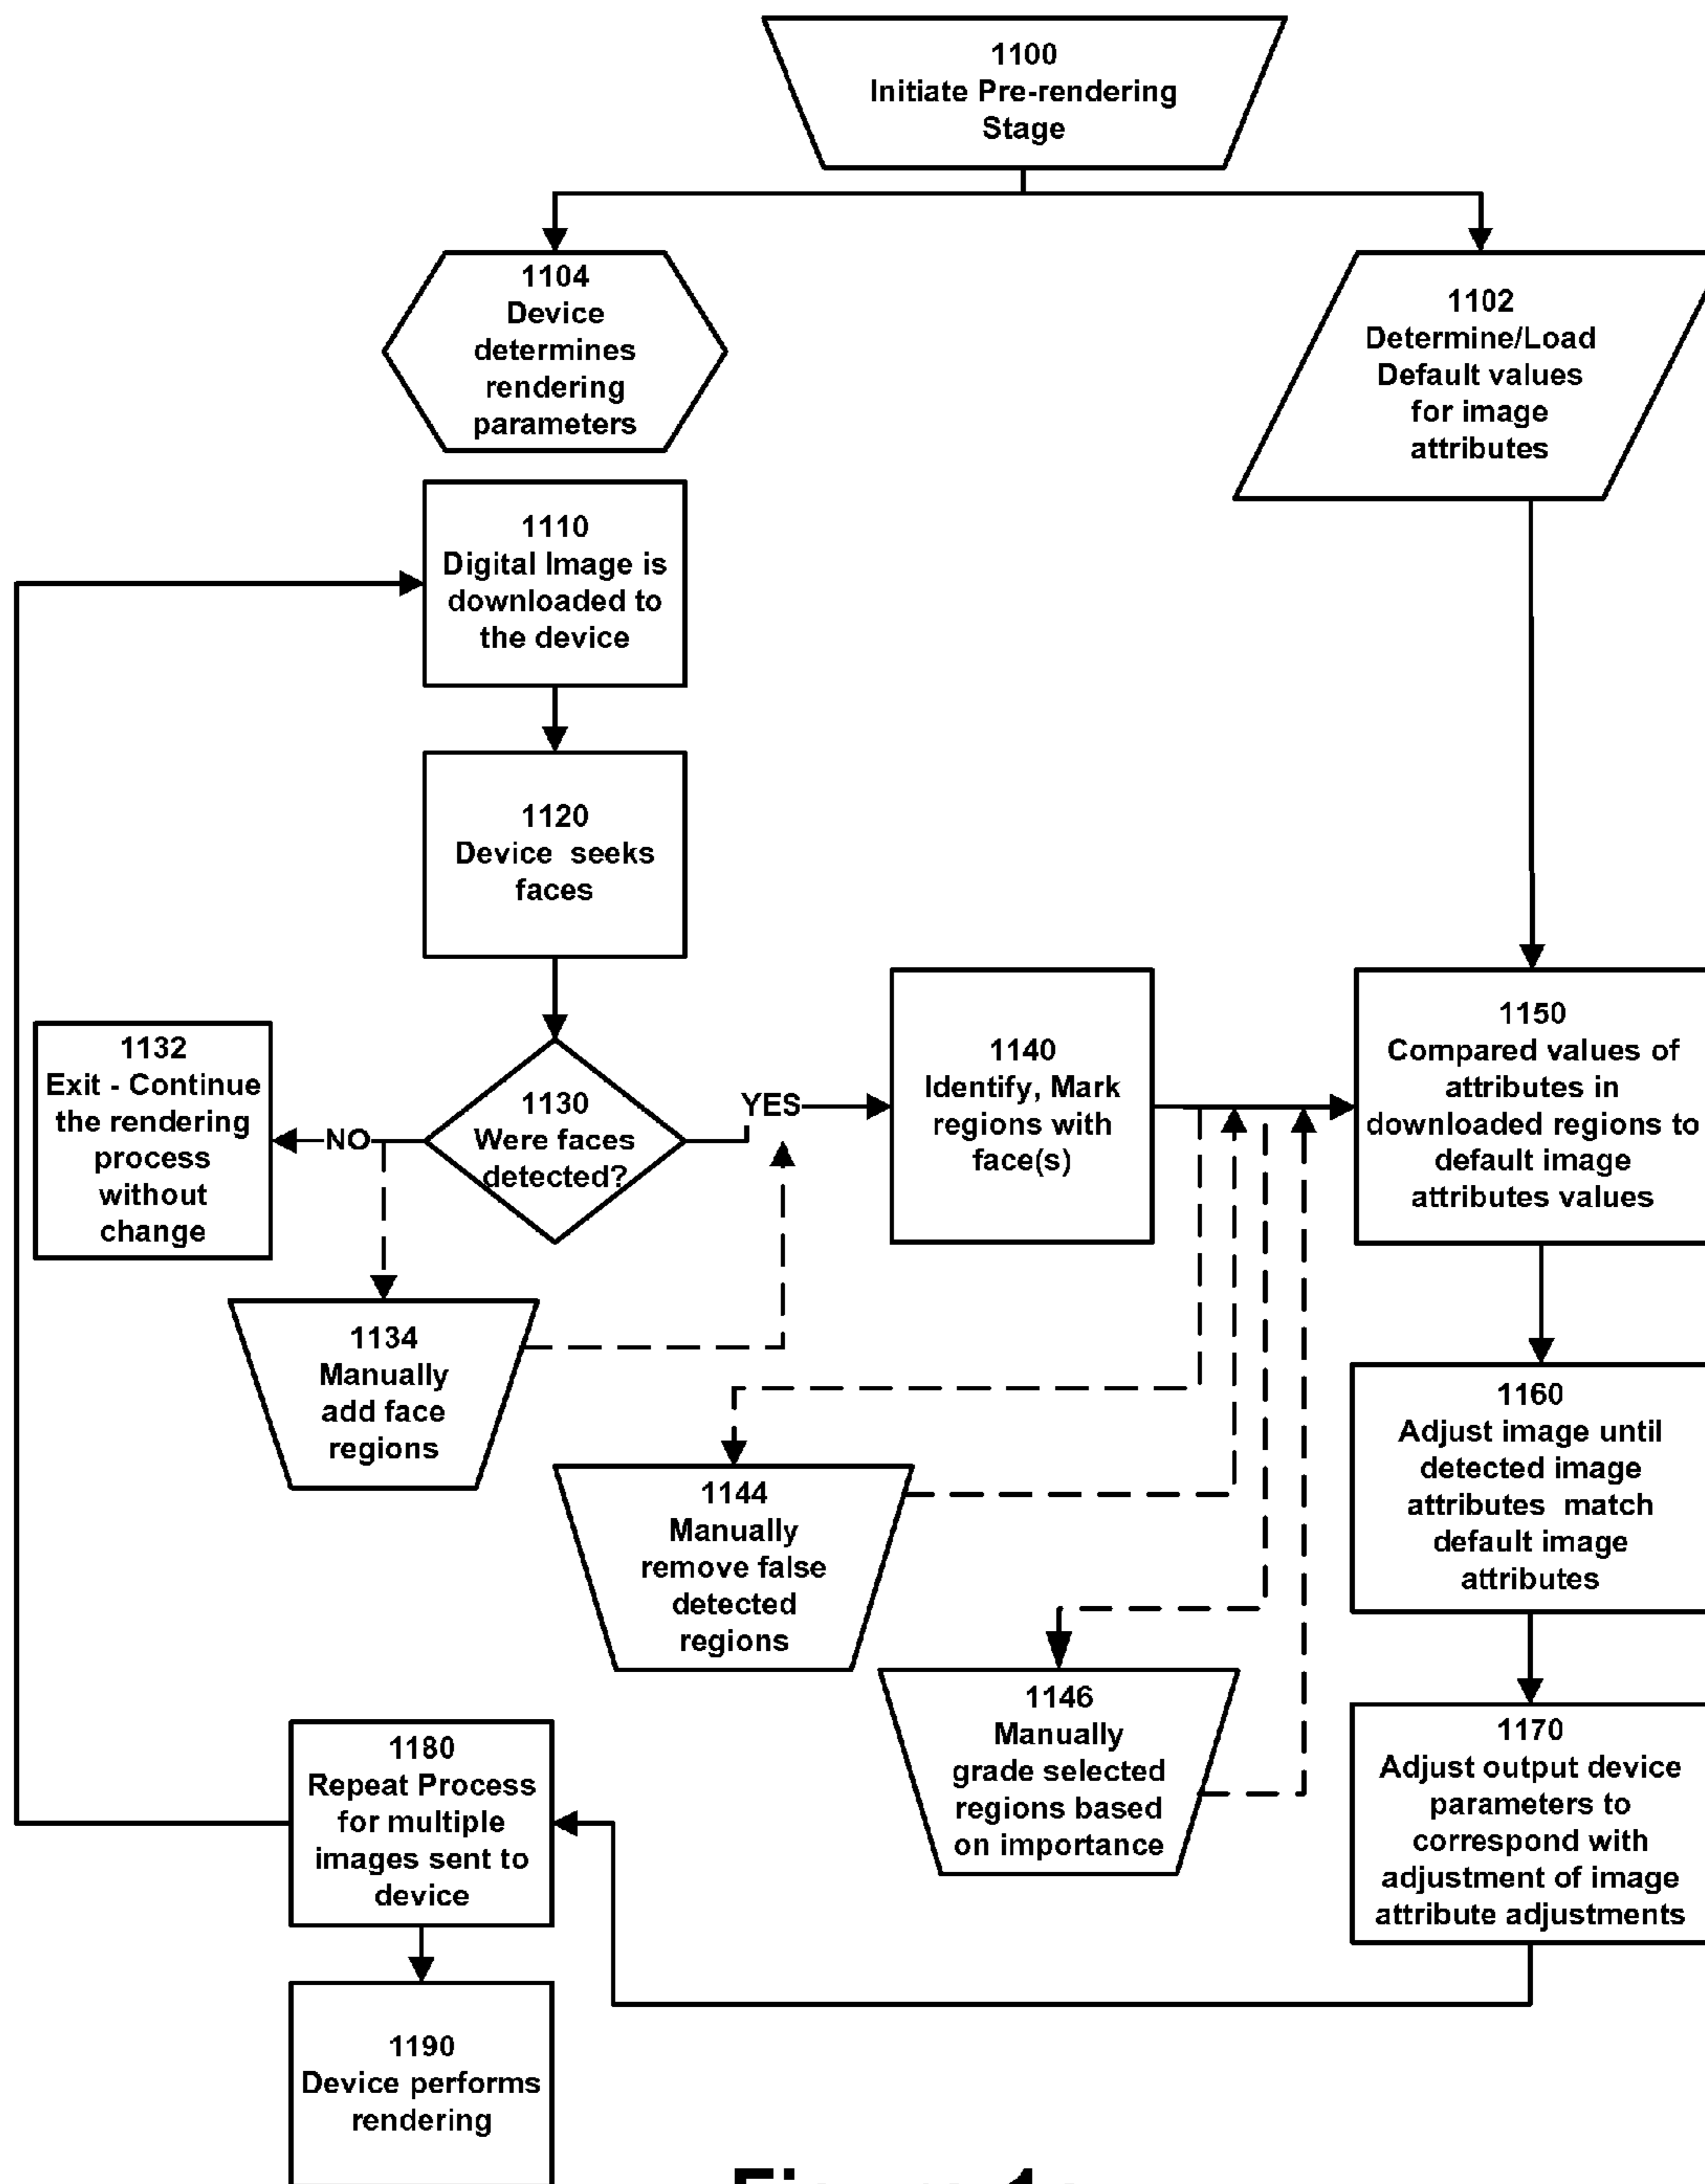 1100
Initiate Pre-rendering
Stage
1104
Device
determines
rendering
parameters
1102
Determine/Load
Default values
for image
attributes
1110
Digital Image is
downloaded to
the device
1120
Device seeks
faces
1132
Exit - Continue
the rendering
process
without
change
NO
1130
Were faces
detected?
YES
1140
Identify, Mark
regions with
face(s)
1150
Compared values of
attributes in
downloaded regions to
default image
attributes values
1134
Manually
add face
regions
1144
Manually
remove false
detected
regions
1160
Adjust image until
detected image
attributes match
default image
attributes
1146
Manually
grade selected
regions based
on importance
1170
Adjust output device
parameters to
correspond with
adjustment of image
attribute adjustments
1180
Repeat Process
for multiple
images sent to
device
1190
Device performs
rendering